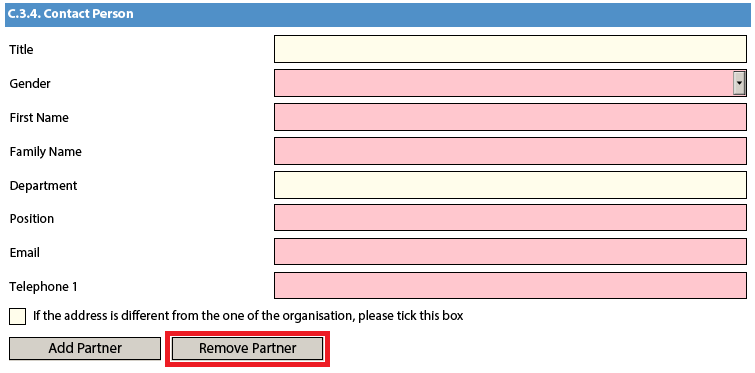 C.3.4. Contact Person
Title
Gender
First Name
Family Name
Department
Position
Email
Telephone 1
If the address is different from the one of the organisation, please tick this box
Add Partner Remove Partner